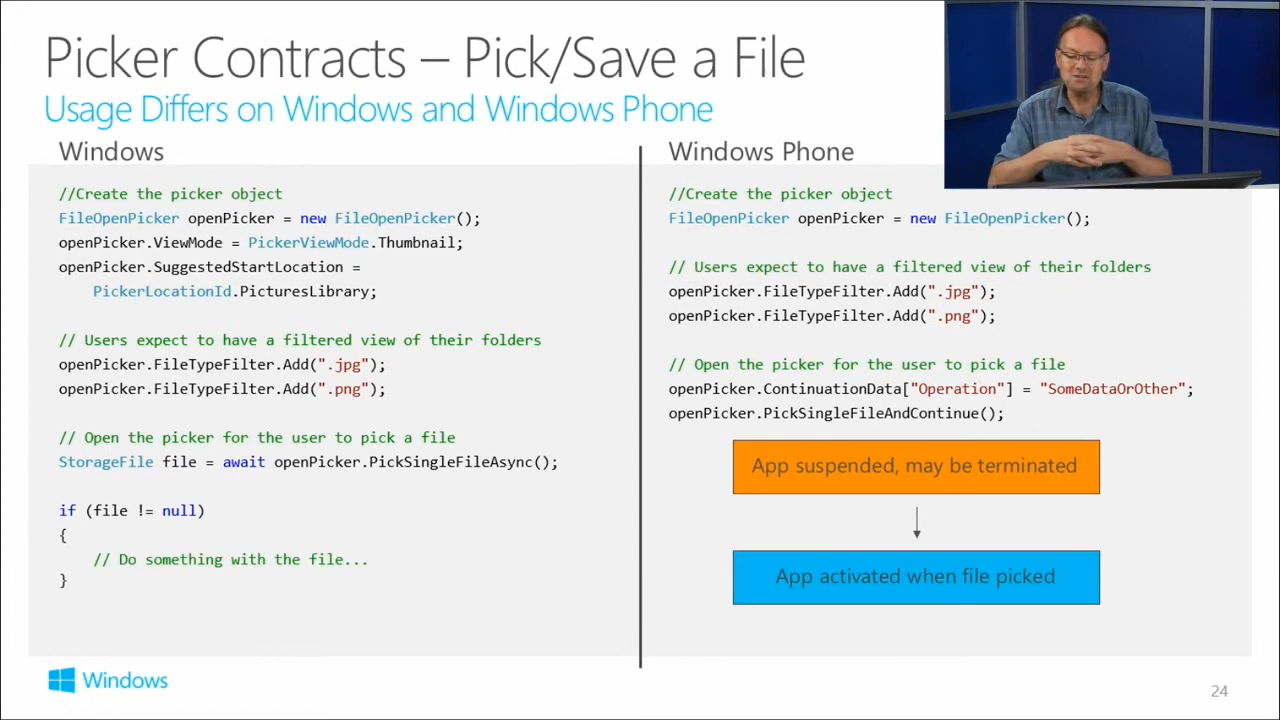 Picker Contracts – Pick/Save a File
Usage Differs on Windows and Windows Phone
Windows
//Create the picker object
FileOpenPicker openPicker = new FileOpenPicker();
openPicker.ViewMode = PickerViewMode.Thumbnail;
openPicker.SuggestedStartLocation =
PickerLocationId.PicturesLibrary;
// Users expect to have a filtered view of their folders
openPicker.FileTypeFilter.Add(".jpg");
openPicker.FileTypeFilter.Add(".png");
// Open the picker for the user to pick a file
StorageFile file = await openPicker.PickSingleFileAsync();
if (file != null)
{
// Do something with the file...
}
Windows Phone
//Create the picker object
FileOpenPicker openPicker = new FileOpenPicker();
// Users expect to have a filtered view of their folders
openPicker.FileTypeFilter.Add(".jpg");
openPicker.FileTypeFilter.Add(".png");
// Open the picker for the user to pick a file
openPicker.ContinuationData["Operation"] = "SomeDataOrOther";
openPicker.PickSingleFileAndContinue();
App suspended, may be terminated
App activated when file picked
Windows
24